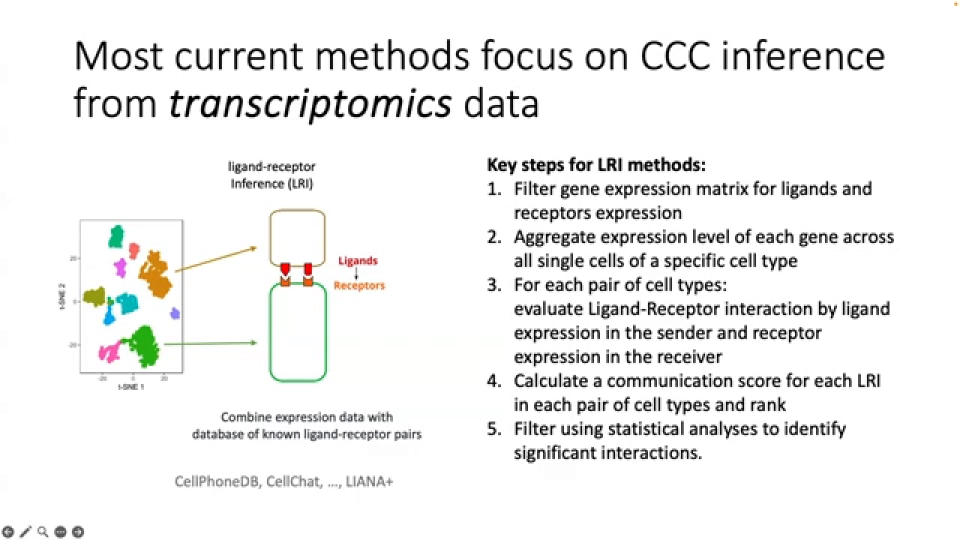 Most current methods focus on CCC inference
from transcriptomics data
ligand-receptor
Inference (LRI)
Ligands
Receptors
20
0
-20
t-SNE 2
-20
0
20
t-SNE 1
Combine expression data with
database of known ligand-receptor pairs
CellPhoneDB, CellChat, ..., LIANA+
Key steps for LRI methods:
1. Filter gene expression matrix for ligands and
receptors expression
2. Aggregate expression level of each gene across
all single cells of a specific cell type
3. For each pair of cell types:
evaluate Ligand-Receptor interaction by ligand
expression in the sender and receptor
expression in the receiver
4. Calculate a communication score for each LRI
in each pair of cell types and rank
5. Filter using statistical analyses to identify
significant interactions.